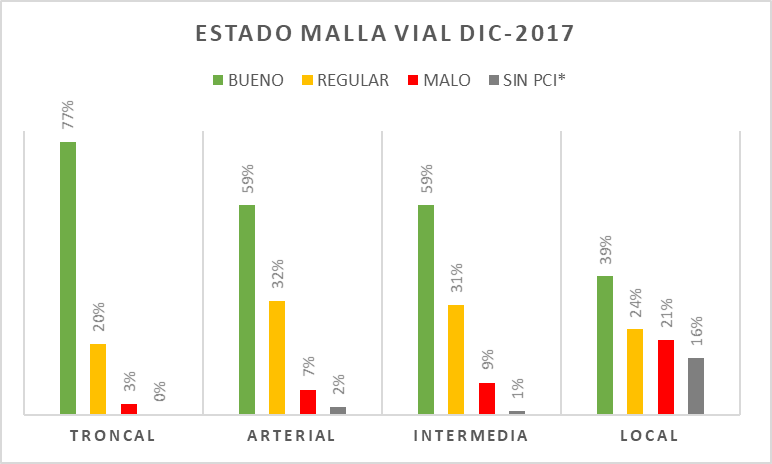 ESTADO MALLA VIAL DIC-2017
BUENO REGULAR MALO SIN PCI*
77% 20% 3% 0%
59% 32% 7% 2%
59% 31% 9% 1%
39% 24% 21% 16%
TRONCAL ARTERIAL INTERMEDIA LOCAL